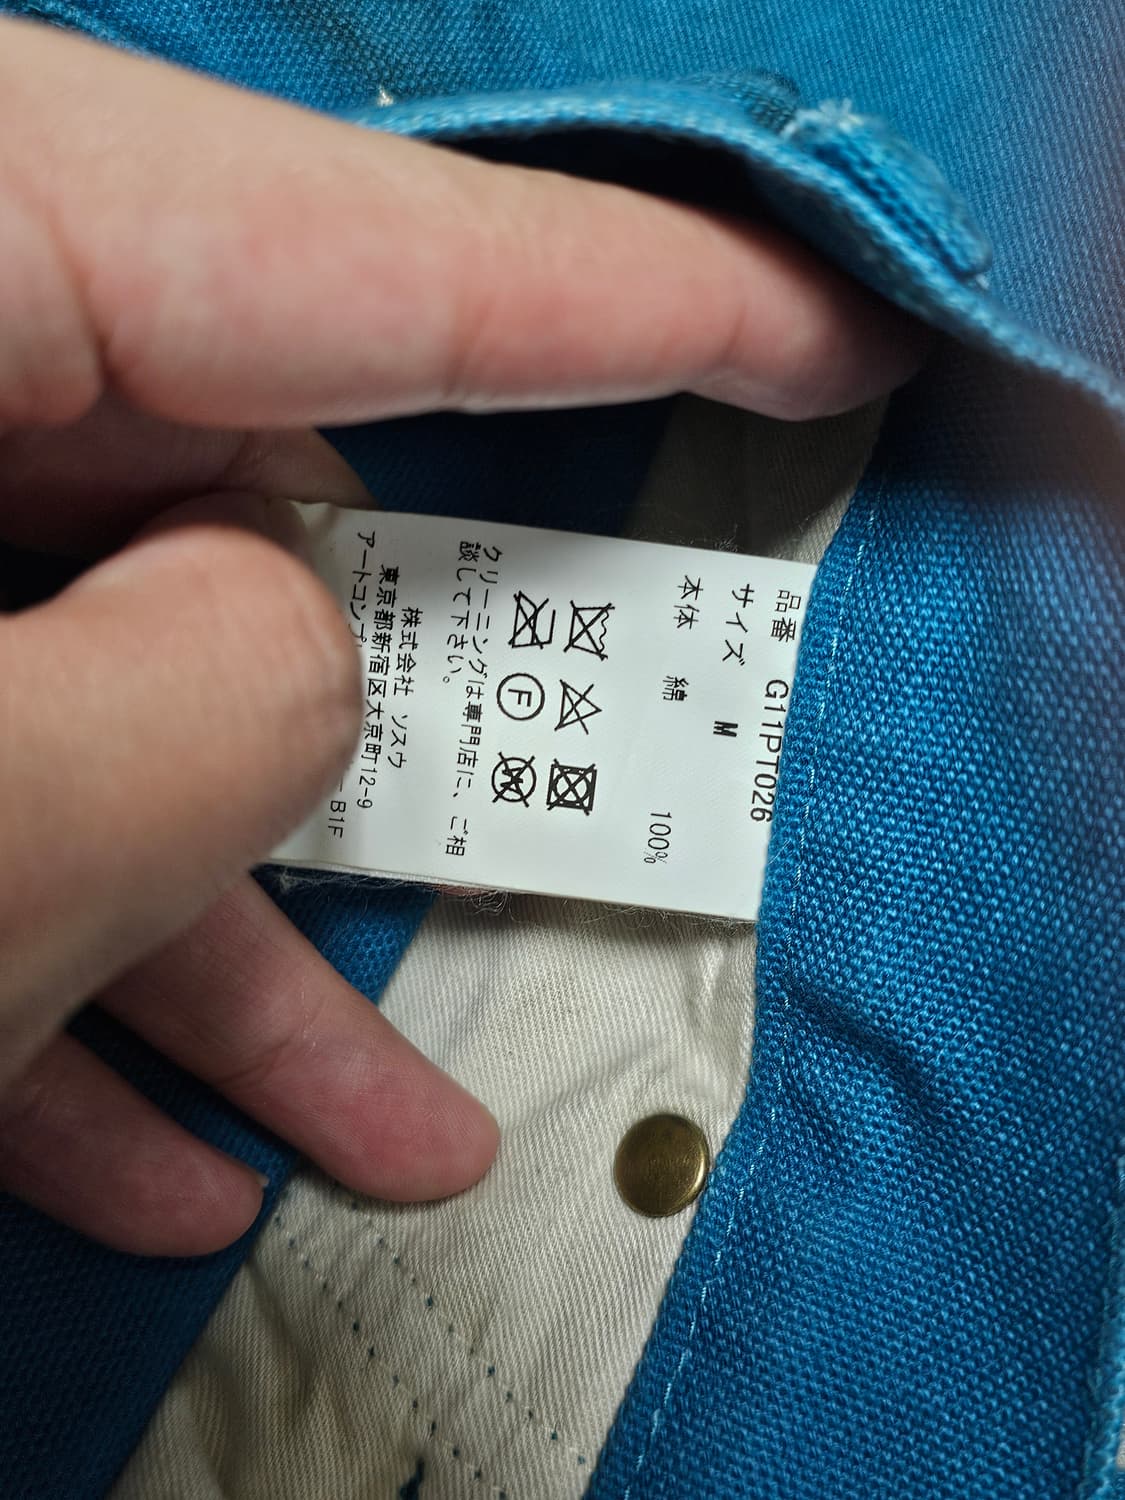 品番 G11PT026
サイズ M
本体 綿 100%
F
W
クリーニングは専門店に、ご相
談して下さい。
株式会社 ソスウ
東京都新宿区大京町12-9
アートコンプ B1F